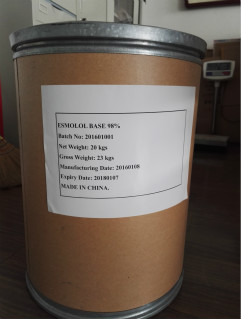 ESMOLOL BASE 98%
Batch No: 201601001
Net Weight: 20 kgs
Gross Weight: 23 kgs
Manufacturing Date: 20160108
Expiry Date: 20180107
MADE IN CHINA.